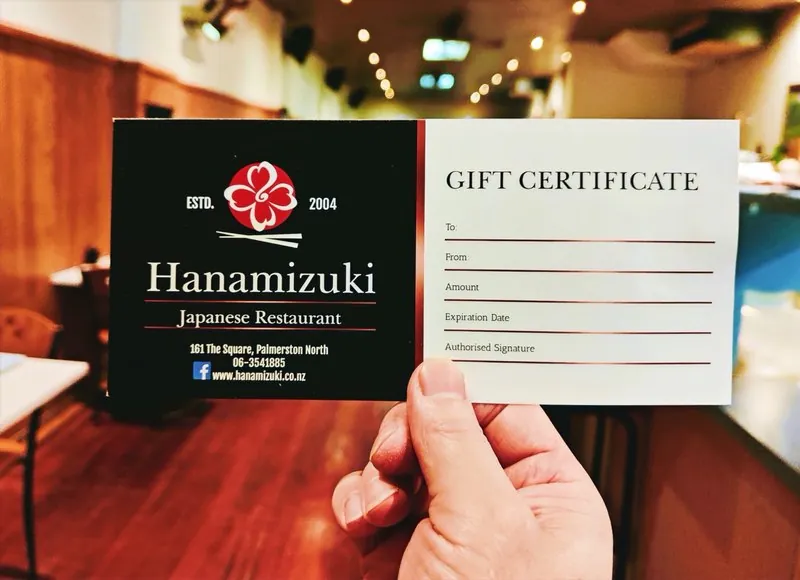 ESTD. 2004
Hanamizuki
Japanese Restaurant
161 The Square, Palmerston North
06-3541885
f www.hanamizuki.co.nz
GIFT CERTIFICATE
To:
From
Amount
Expiration Date
Authorised Signature